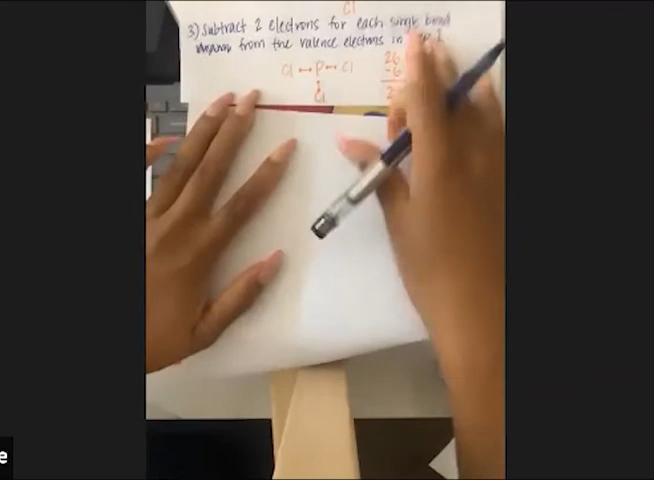 Cl
3) Subtract 2 electrons for each single bond
from the valence electrons in
Cl P Cl 26
-6
Cl 2
e